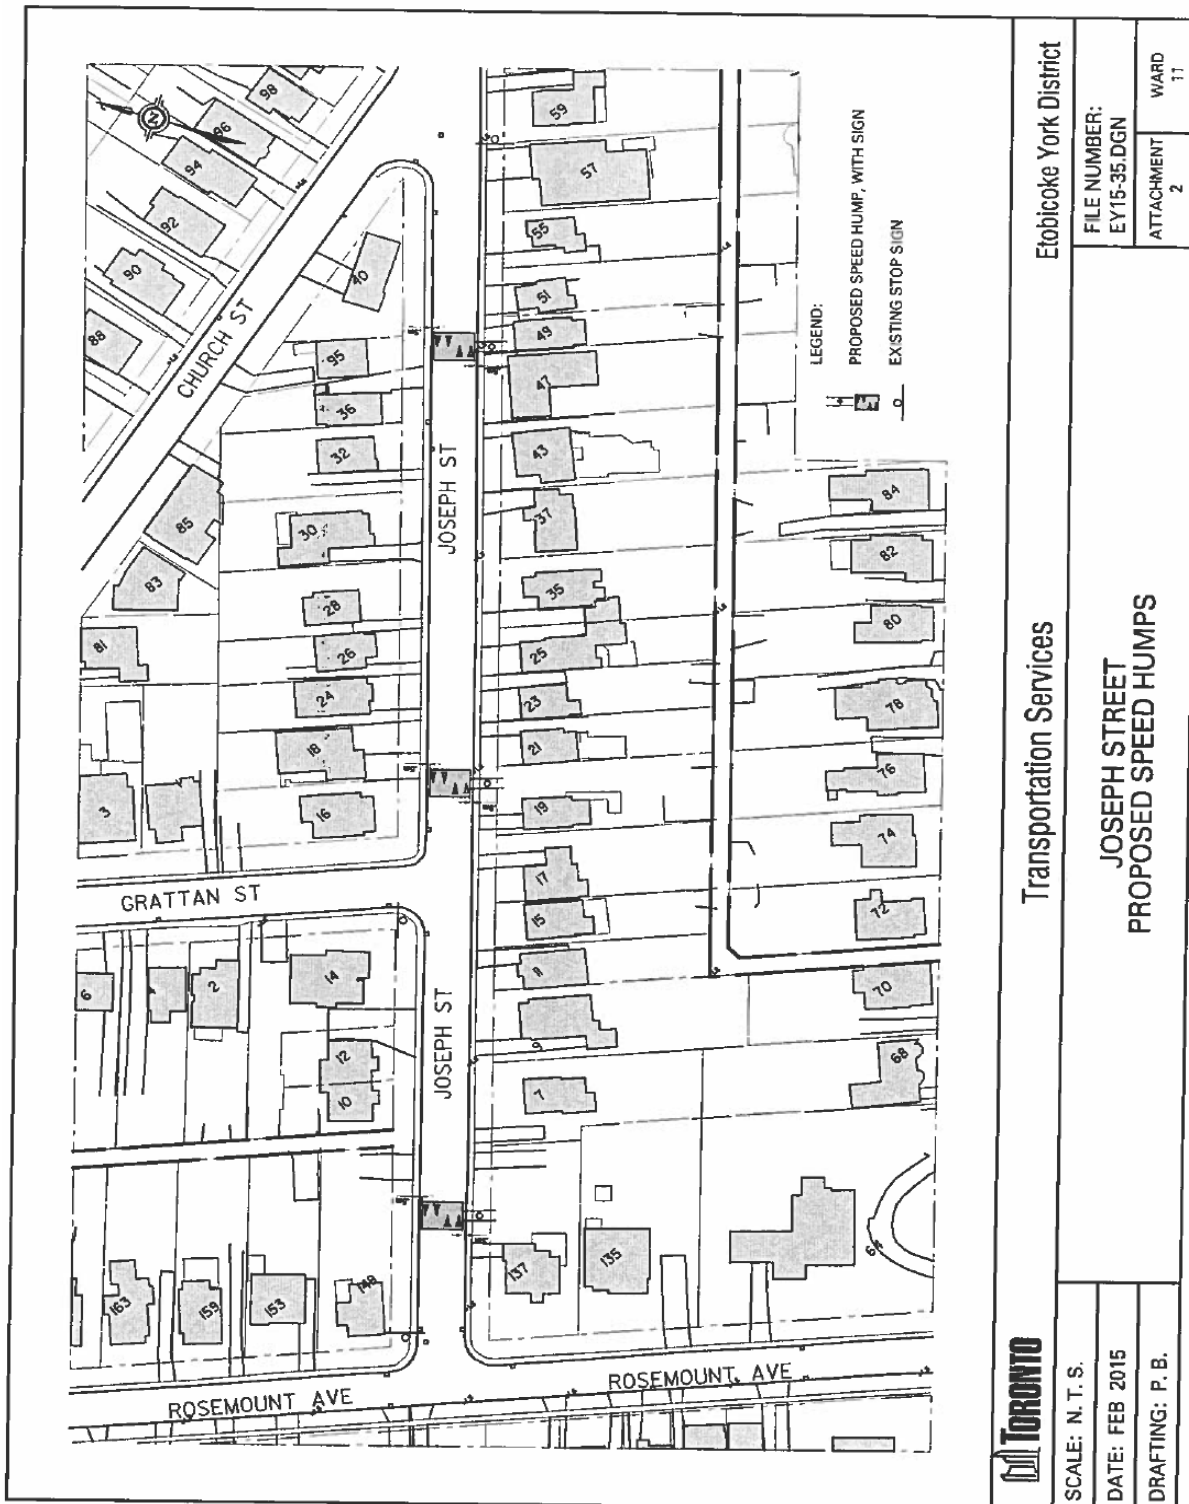 98
96
94
92
90
88
CHURCH ST
40
95
36
32
30
28
26
24
18
16
85
83
81
3
GRATTAN ST
6
2
14
12
10
163
159
153
148
JOSEPH ST
JOSEPH ST
59
57
55
51
49
47
43
37
35
25
23
21
19
17
15
11
9
7
137
135
64
84
82
80
78
76
74
72
70
68
ROSEMOUNT AVE
ROSEMOUNT AVE
LEGEND:
PROPOSED SPEED HUMP, WITH SIGN
EXISTING STOP SIGN
TORONTO
Transportation Services
Etobicoke York District
SCALE: N. T. S.
DATE: FEB 2015
DRAFTING: P. B.
JOSEPH STREET
PROPOSED SPEED HUMPS
FILE NUMBER:
EY15-35.DGN
ATTACHMENT
2
WARD
11